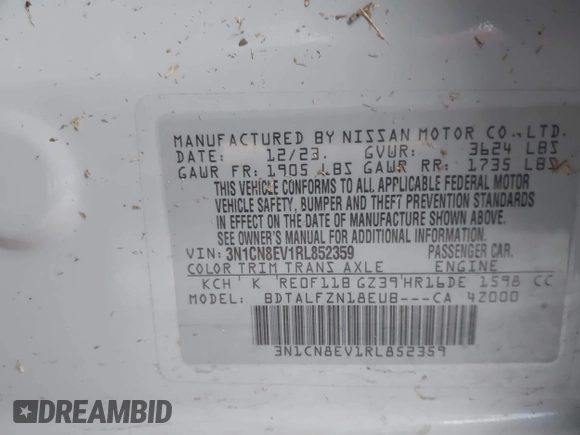 MANUFACTURED BY NISSAN MOTOR CO., LTD.
DATE: 12/23. GVWR: 3624 LBS
GAWR FR: 1905 LBS GAWR RR: 1735 LBS
THIS VEHICLE CONFORMS TO ALL APPLICABLE FEDERAL MOTOR
VEHICLE SAFETY, BUMPER AND THEFT PREVENTION STANDARDS
IN EFFECT ON THE DATE OF MANUFACTURE SHOWN ABOVE.
SEE OWNER'S MANUAL FOR ADDITIONAL INFORMATION.
VIN: 3N1CN8EV1RL852359 PASSENGER CAR.
COLOR TRIM TRANS AXLE ENGINE
KCH K RE0F11B GZ39 HR16DE 1598 CC
MODEL: BDTALFZN18EUB---CA 4Z000
3N1CN8EV1RL852359
DREAMBID